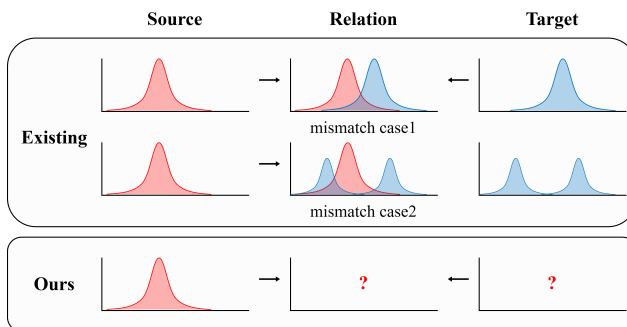 Source Relation Target
mismatch case1
Existing
mismatch case2
Ours ? ?